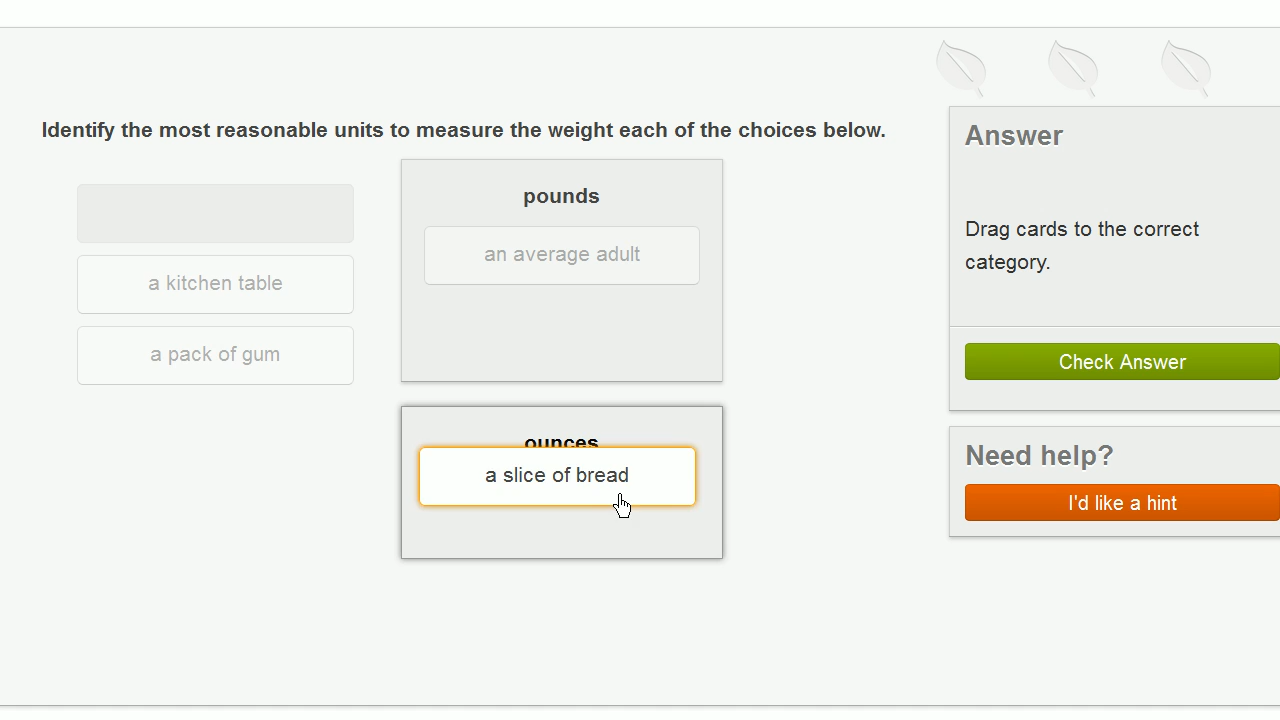 Identify the most reasonable units to measure the weight each of the choices below.
a kitchen table
a pack of gum
pounds
an average adult
ounces
a slice of bread
Answer
Drag cards to the correct
category.
Check Answer
Need help?
I'd like a hint